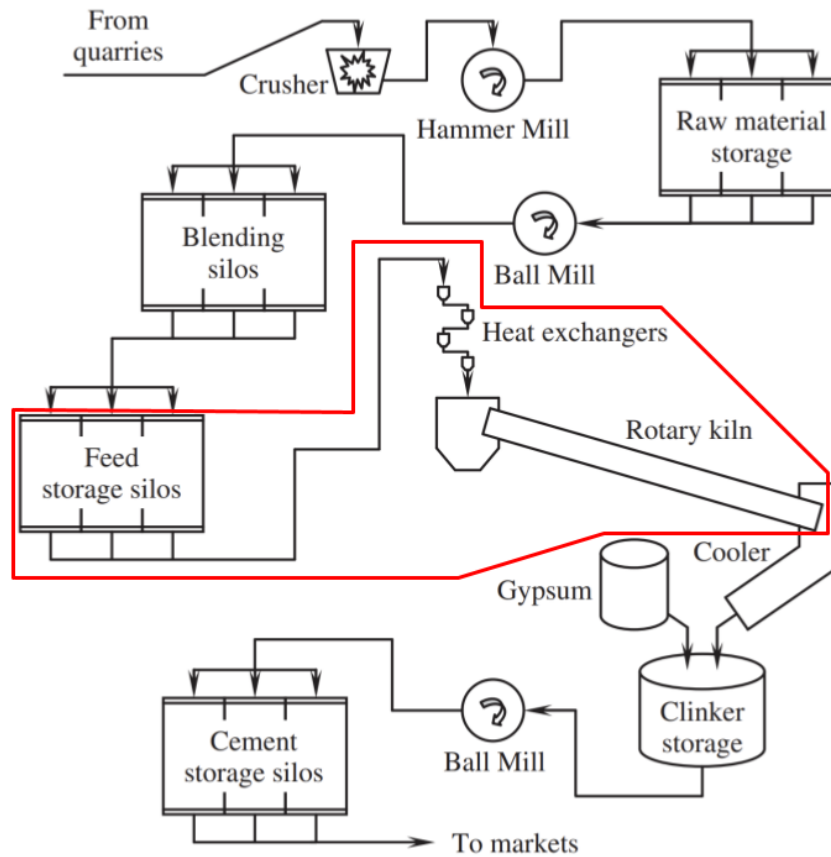 From
quarries
Crusher
Hammer Mill
Raw material
storage
Blending
silos
Ball Mill
Heat exchangers
Feed
storage silos
Rotary kiln
Cooler
Gypsum
Clinker
storage
Cement
storage silos
Ball Mill
To markets